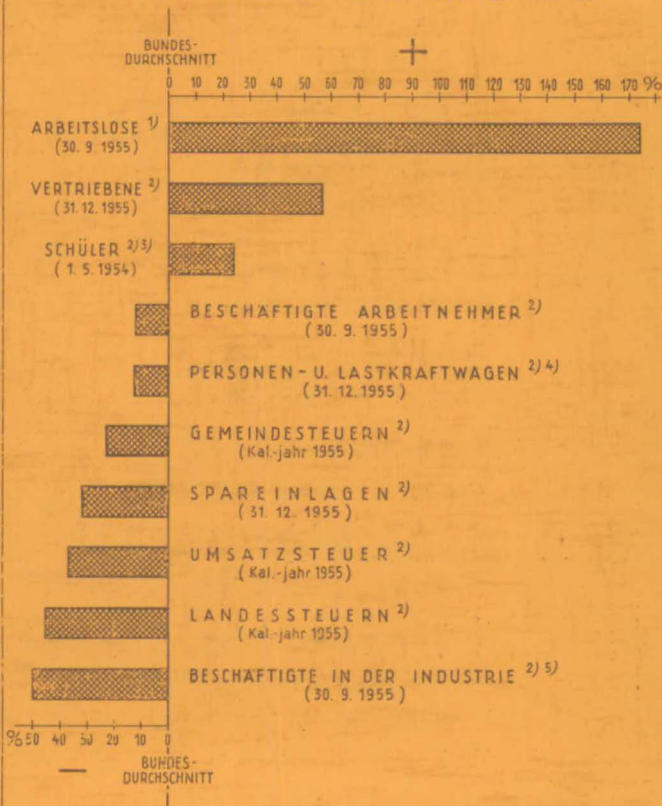 BUNDES-
DURCHSCHNITT
+
0 10 20 30 40 50 60 70 80 90 100 110 120 130 140 150 160 170 %
ARBEITSLOSE 1)
(30. 9. 1955)
VERTRIEBENE 2)
(31.12.1955)
SCHÜLER 2)3)
(1. 5. 1954)
BESCHÄFTIGTE ARBEITNEHMER 2)
(30. 9. 1955)
PERSONEN- U. LASTKRAFTWAGEN 2)4)
(31. 12. 1955)
GEMEINDESTEUERN 2)
(Kal.-jahr 1955)
SPAREINLAGEN 2)
(31. 12. 1955)
UMSATZSTEUER 2)
(Kal.-jahr 1955)
LANDESSTEUERN 2)
(Kal.-jahr 1955)
BESCHÄFTIGTE IN DER INDUSTRIE 2) 5)
(30. 9. 1955)
% 50 40 30 20 10 0
—
BUNDES-
DURCHSCHNITT